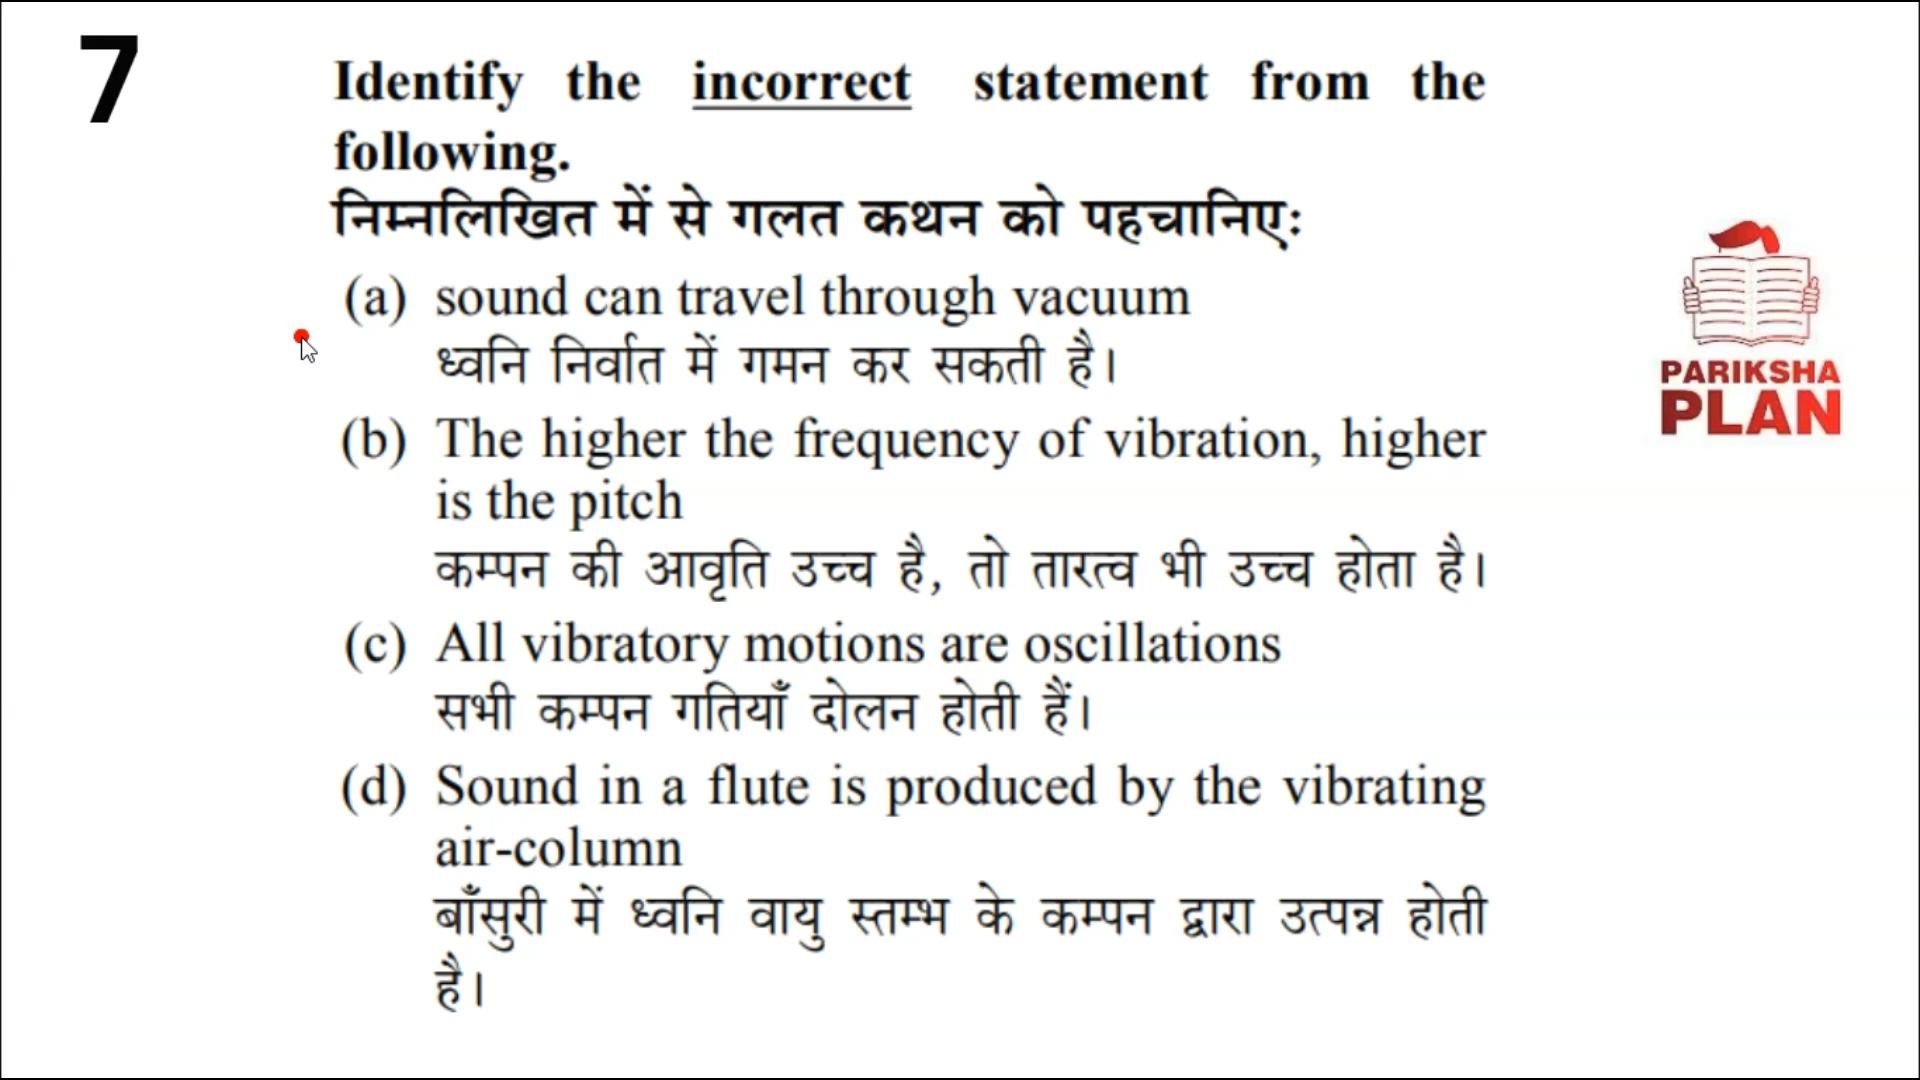 7
Identify the incorrect statement from the
following.
निम्नलिखित में से गलत कथन को पहचानिएः
(a) sound can travel through vacuum
ध्वनि निर्वात में गमन कर सकती है।
(b) The higher the frequency of vibration, higher
is the pitch
कम्पन की आवृति उच्च है, तो तारत्व भी उच्च होता है।
(c) All vibratory motions are oscillations
सभी कम्पन गतियाँ दोलन होती हैं।
(d) Sound in a flute is produced by the vibrating
air-column
बाँसुरी में ध्वनि वायु स्तम्भ के कम्पन द्वारा उत्पन्न होती
है।
PARIKSHA
PLAN